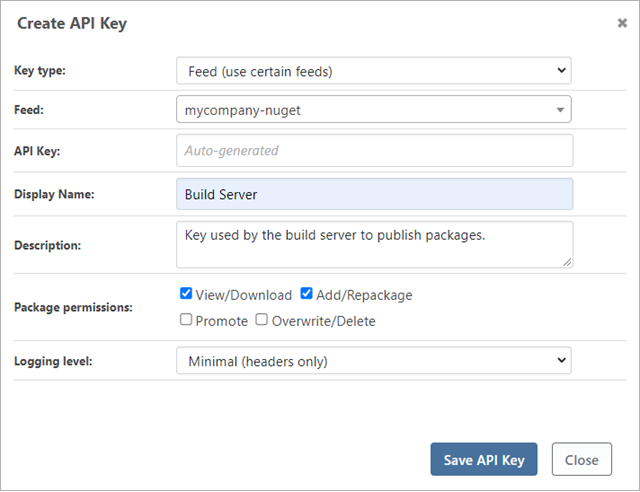 Create API Key
Key type: Feed (use certain feeds)
Feed: mycompany-nuget
API Key: Auto-generated
Display Name: Build Server
Description: Key used by the build server to publish packages.
Package permissions: View/Download Add/Repackage
Promote Overwrite/Delete
Logging level: Minimal (headers only)
Save API Key Close